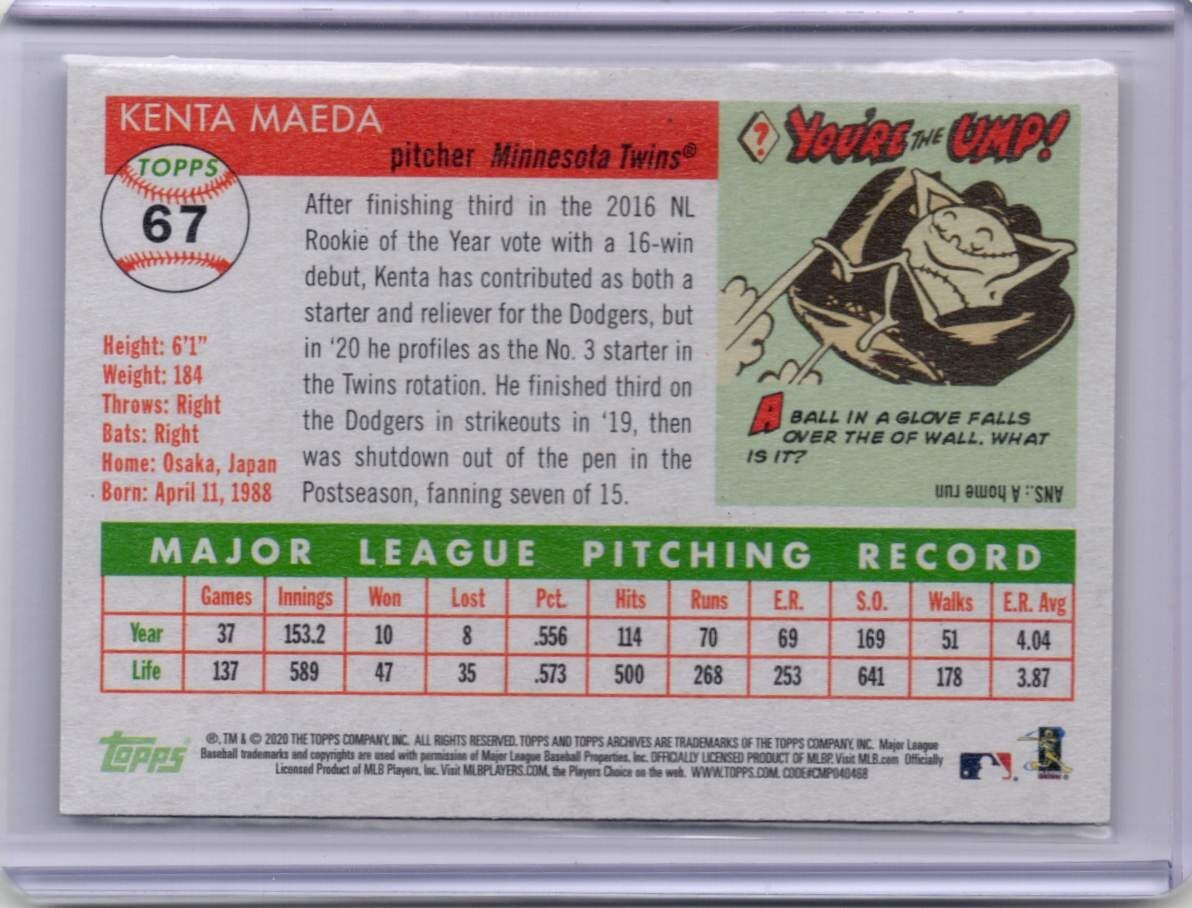 KENTA MAEDA
pitcher Minnesota Twins®
TOPPS
67
After finishing third in the 2016 NL
Rookie of the Year vote with a 16-win
debut, Kenta has contributed as both a
starter and reliever for the Dodgers, but
in '20 he profiles as the No. 3 starter in
the Twins rotation. He finished third on
the Dodgers in strikeouts in '19, then
was shutdown out of the pen in the
Postseason, fanning seven of 15.
Height: 6'1"
Weight: 184
Throws: Right
Bats: Right
Home: Osaka, Japan
Born: April 11, 1988
? YOU'RE THE UMP!
A BALL IN A GLOVE FALLS
OVER THE OF WALL. WHAT
IS IT?
ANS.: A home run
MAJOR LEAGUE PITCHING RECORD
Games Innings Won Lost Pct. Hits Runs E.R. S.O. Walks E.R. Avg
Year 37 153.2 10 8 .556 114 70 69 169 51 4.04
Life 137 589 47 35 .573 500 268 253 641 178 3.87
Topps
®, TM & © 2020 THE TOPPS COMPANY, INC. ALL RIGHTS RESERVED. TOPPS AND TOPPS ARCHIVES ARE TRADEMARKS OF THE TOPPS COMPANY, INC. Major League
Baseball trademarks and copyrights are used with permission of Major League Baseball Properties, Inc. OFFICIALLY LICENSED PRODUCT OF MLBP. Visit MLB.com Officially
Licensed Product of MLB Players, Inc. Visit MLBPLAYERS.COM, the Players Choice on the web. WWW.TOPPS.COM. CODE#CMP040468